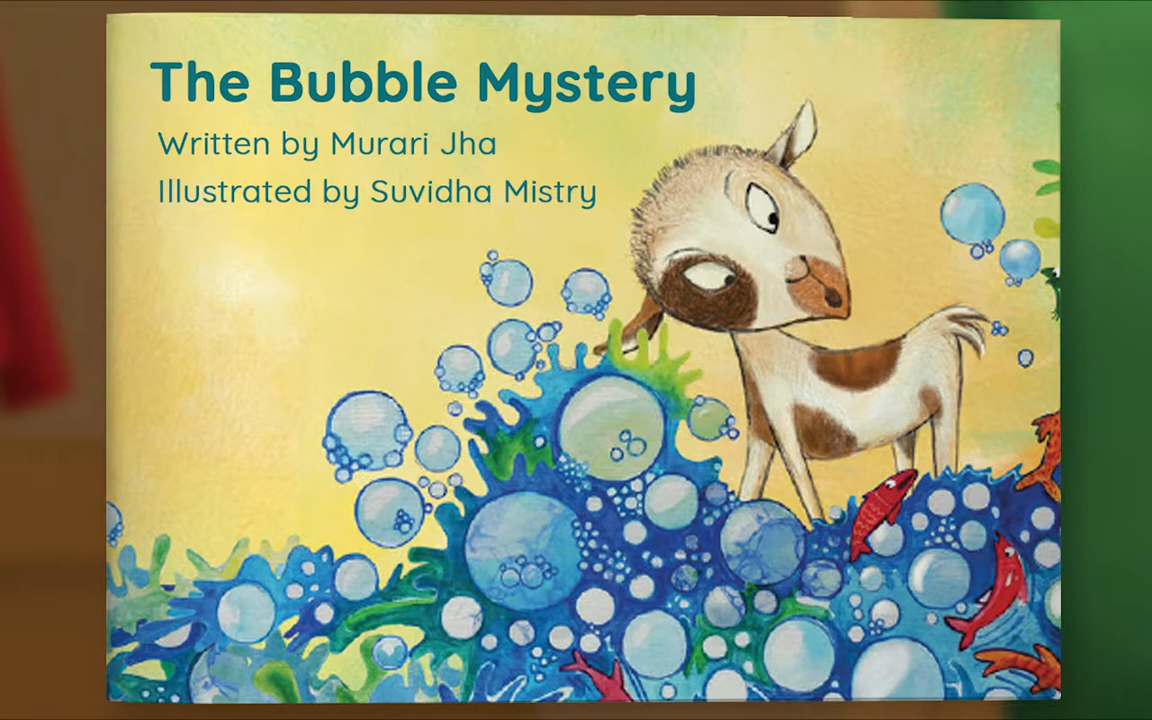 The Bubble Mystery
Written by Murari Jha
Illustrated by Suvidha Mistry